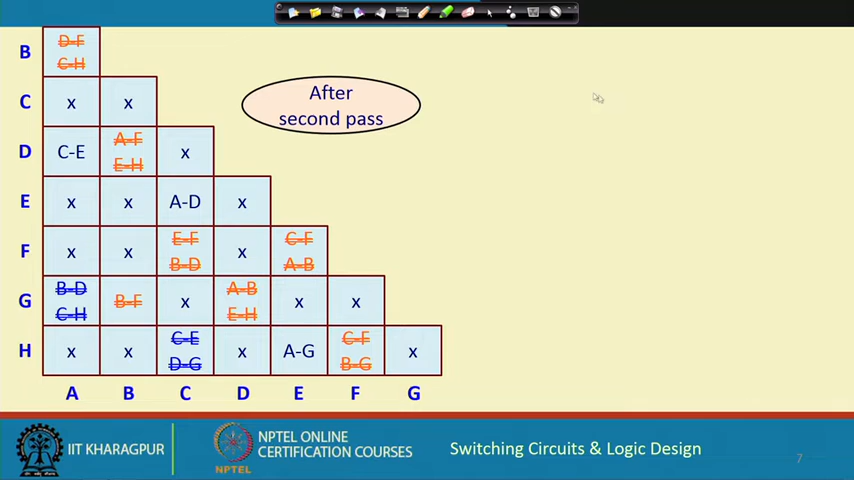 B D-F
C-H
After
second pass
C x x
D C-E A-F x
E-H
E x x A-D x
F x x E-F x C-F
B-D A-B
G B-D B-F x A-B x x
C-H E-H
H x x C-E x A-G C-F x
D-G B-G
A B C D E F G
IIT KHARAGPUR
NPTEL
NPTEL ONLINE
CERTIFICATION COURSES
Switching Circuits & Logic Design
7